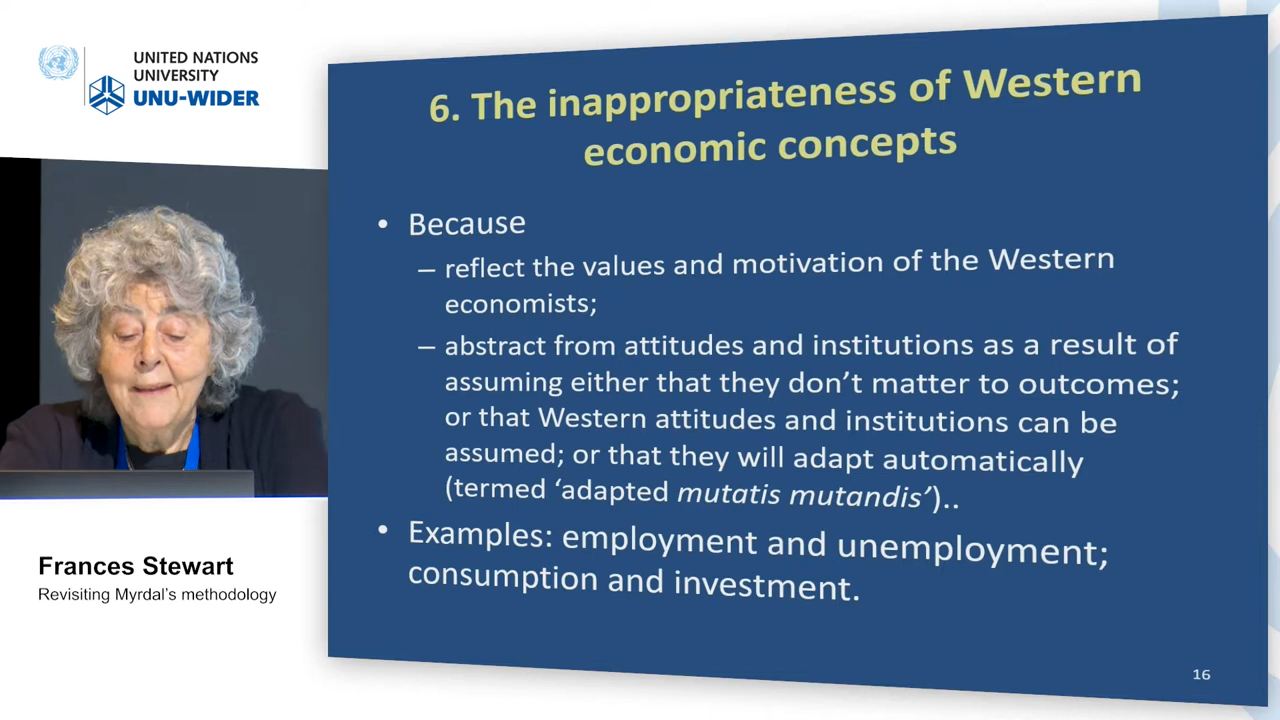 UNITED NATIONS
UNIVERSITY
UNU-WIDER
6. The inappropriateness of Western
economic concepts
• Because
– reflect the values and motivation of the Western
economists;
– abstract from attitudes and institutions as a result of
assuming either that they don’t matter to outcomes;
or that Western attitudes and institutions can be
assumed; or that they will adapt automatically
(termed ‘adapted mutatis mutandis’)..
• Examples: employment and unemployment;
consumption and investment.
16
Frances Stewart
Revisiting Myrdal’s methodology